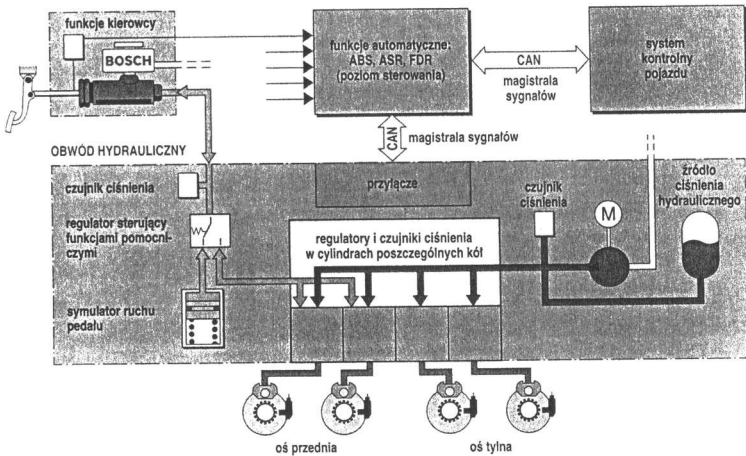 funkcje kierowcy
BOSCH
funkcje automatyczne:
ABS, ASR, FDR
(poziom sterowania)
CAN
magistrala
sygnałów
system
kontrolny
pojazdu
CAN
magistrala sygnałów
OBWÓD HYDRAULICZNY
czujnik ciśnienia
regulator sterujący
funkcjami pomocni-
czymi
symulator ruchu
pedału
przyłącze
regulatory i czujniki ciśnienia
w cylindrach poszczególnych kół
czujnik
ciśnienia
M
źródło
ciśnienia
hydraulicznego
oś przednia
oś tylna